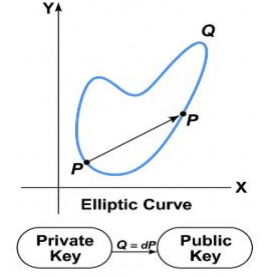 Y
Q
P
P
X
Elliptic Curve
Private Key
Q = dP
Public Key